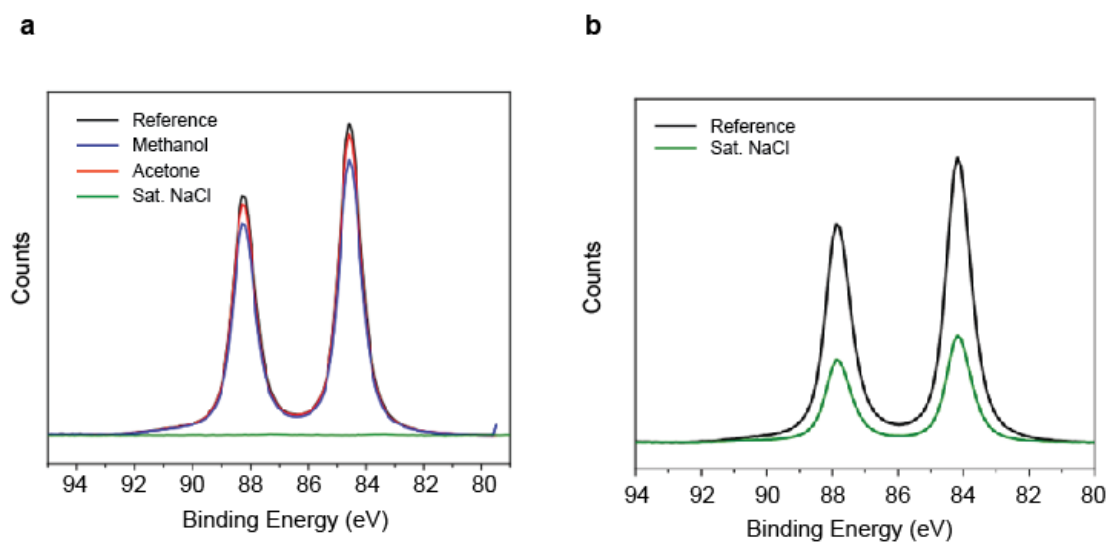 a
Reference
Methanol
Acetone
Sat. NaCl
Counts
94 92 90 88 86 84 82 80
Binding Energy (eV)
b
Reference
Sat. NaCl
Counts
94 92 90 88 86 84 82 80
Binding Energy (eV)